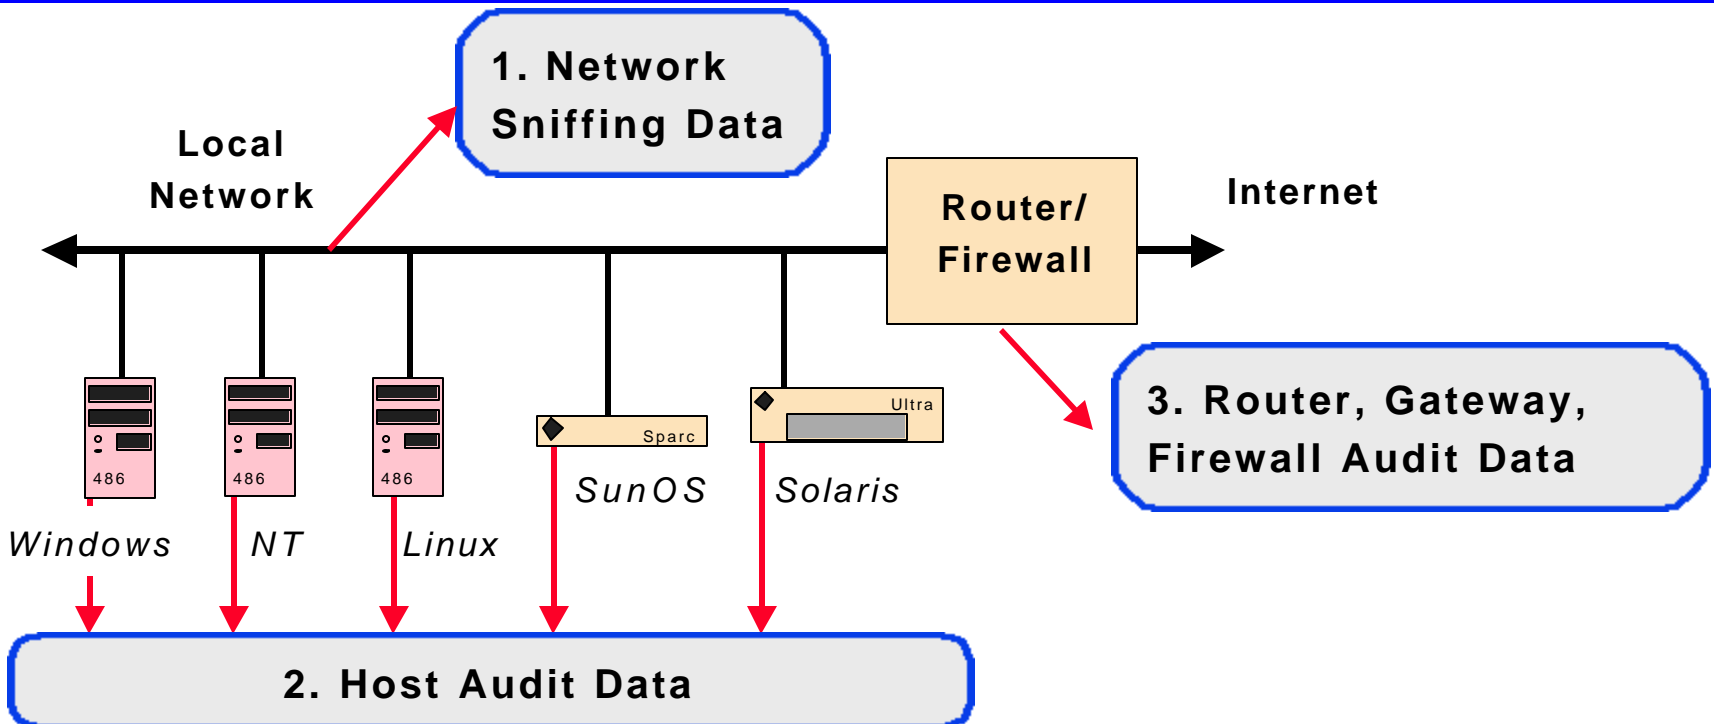 1. Network
Sniffing Data
Local
Network
Router/
Firewall
Internet
3. Router, Gateway,
Firewall Audit Data
486
486
486
Sparc
Ultra
Windows
NT
Linux
SunOS
Solaris
2. Host Audit Data